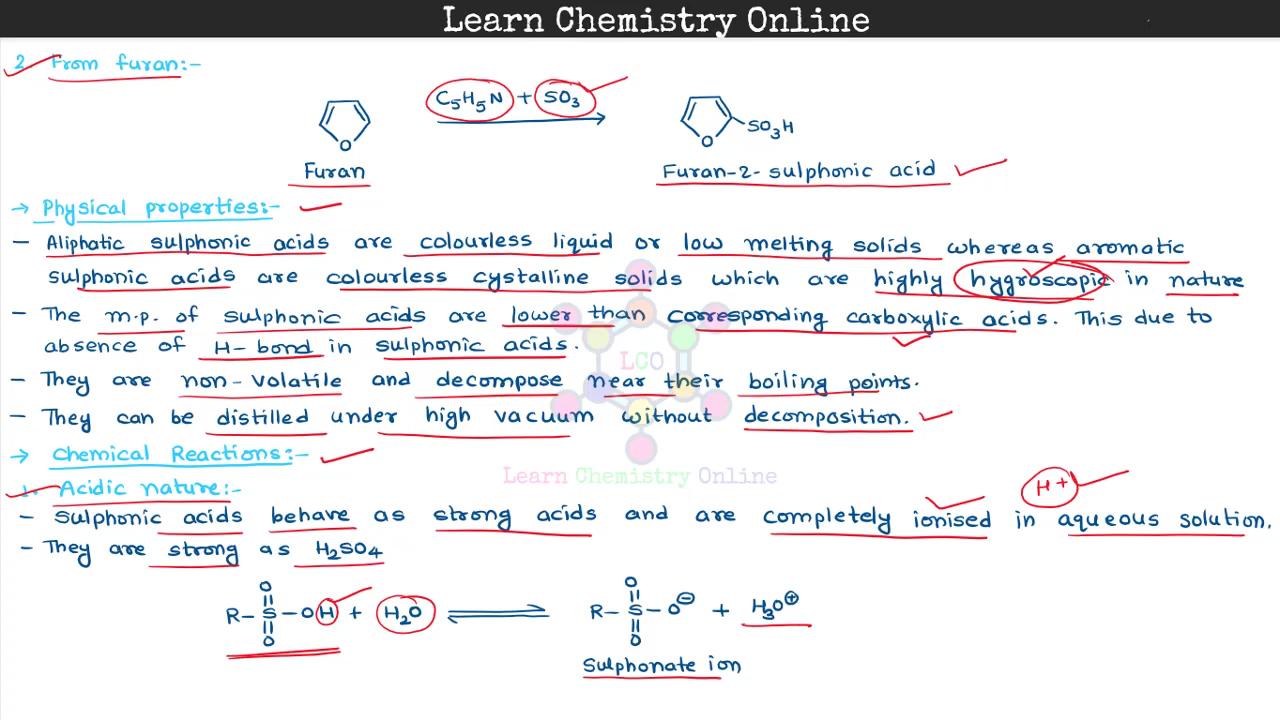 Learn Chemistry Online
2. From furan:-
C5H5N + SO3
O
O
SO3H
Furan
Furan-2-sulphonic acid
→ Physical properties:-
- Aliphatic sulphonic acids are colourless liquid or low melting solids whereas aromatic
sulphonic acids are colourless cystalline solids which are highly hygroscopic in nature
- The m.p. of sulphonic acids are lower than corresponding carboxylic acids. This due to
absence of H-bond in sulphonic acids.
LCO
- They are non-volatile and decompose near their boiling points.
- They can be distilled under high vacuum without decomposition.
→ Chemical Reactions:-
Learn Chemistry Online
1. Acidic nature:-
H+
- Sulphonic acids behave as strong acids and are completely ionised in aqueous solution.
- They are strong as H2SO4
O O
R-S-OH + H2O ⇌ R-S-O⊖ + H3O⊕
O O
Sulphonate ion